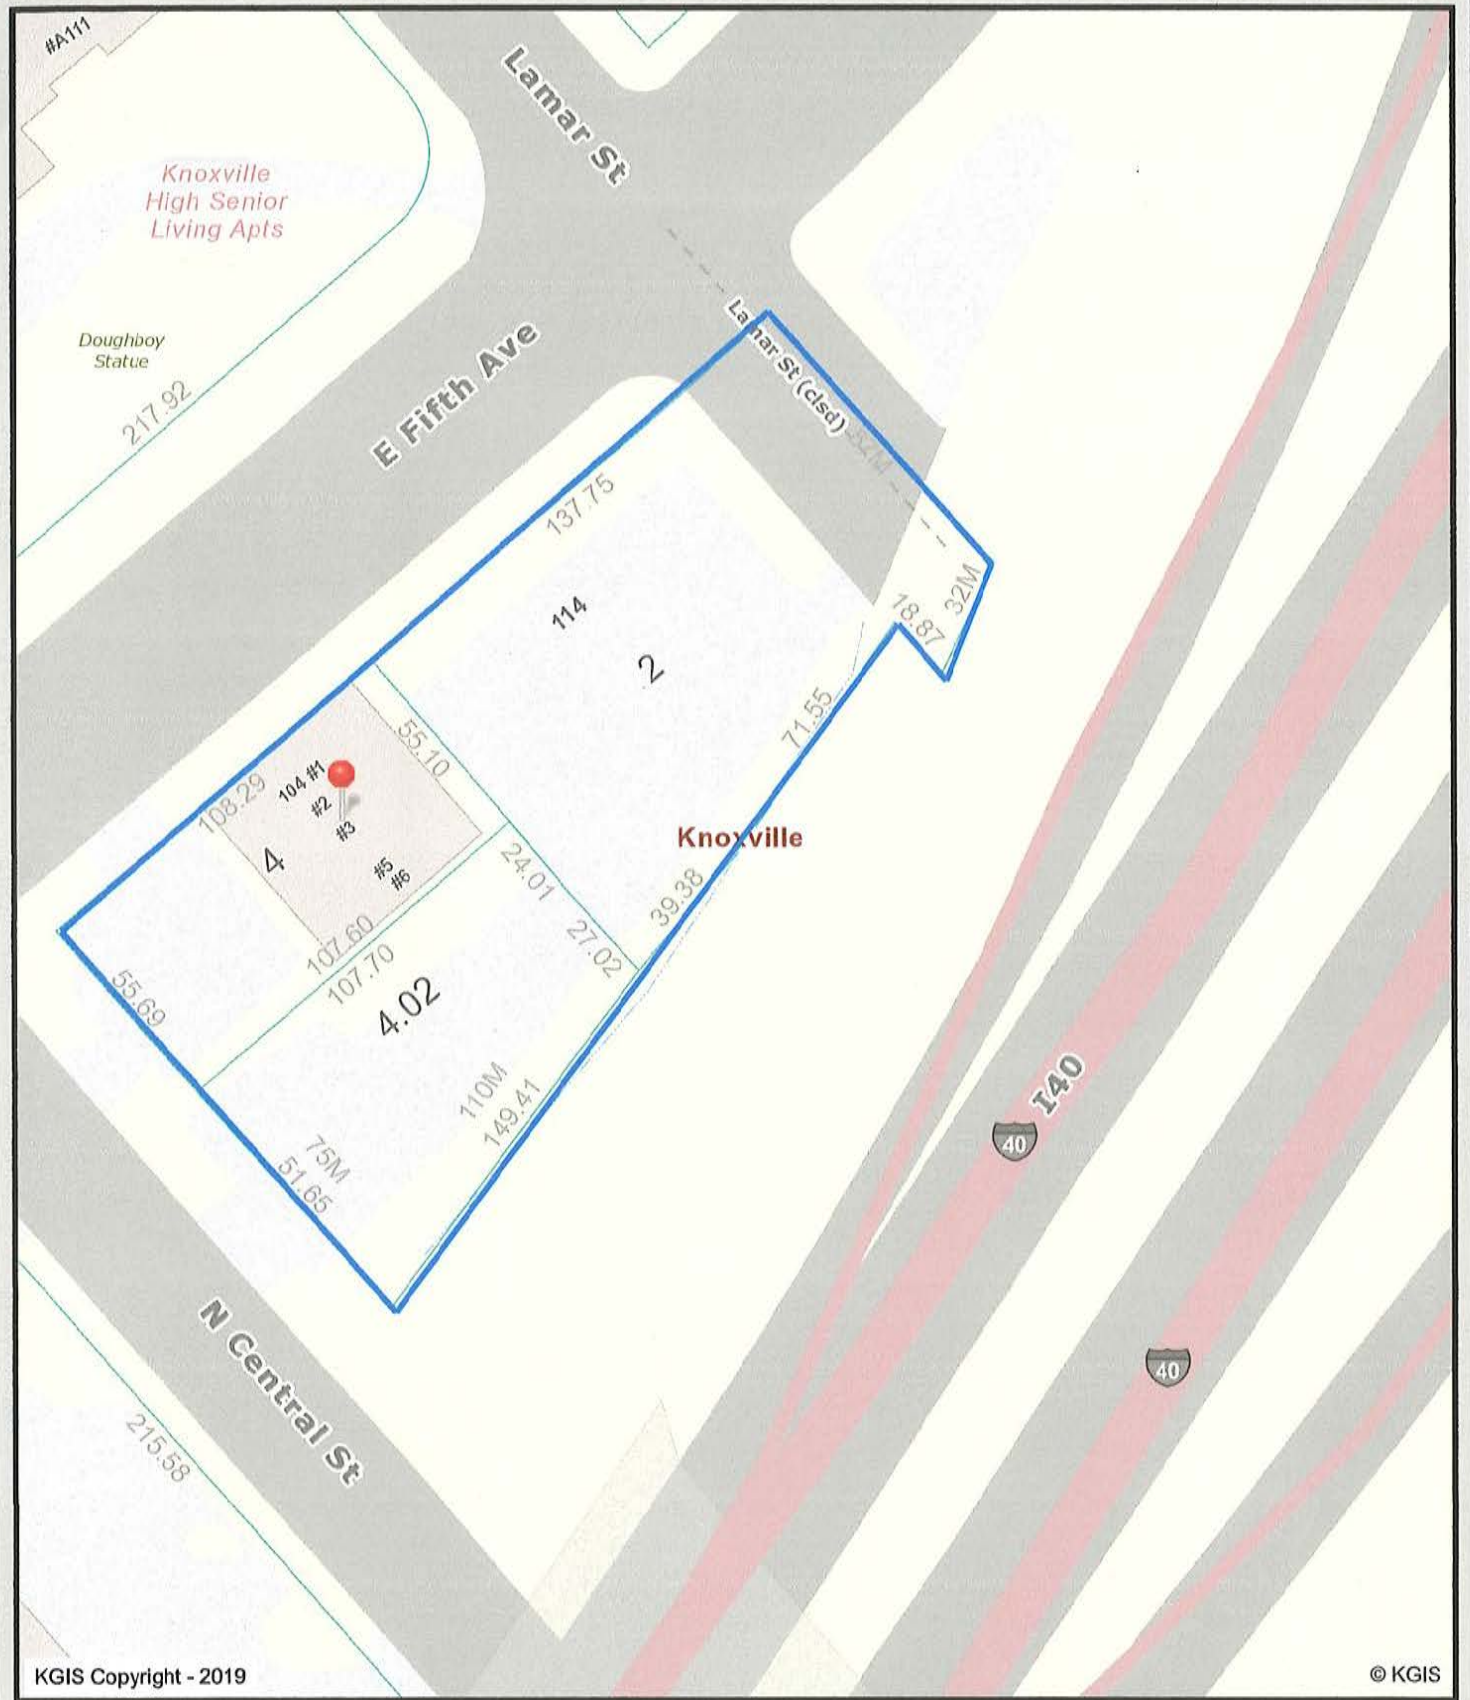 #A111
Lamar St
Knoxville
High Senior
Living Apts
Doughboy
Statue
217.92
E Fifth Ave
Lamar St (clsd)
52M
137.75
114
2
18.87
32M
71.55
55.10
108.29
104 #1
#2
#3
4
#5
#6
Knoxville
24.01
39.38
27.02
107.60
107.70
4.02
55.69
110M
149.41
75M
51.65
I40
40
40
N Central St
215.58
KGIS Copyright - 2019
© KGIS